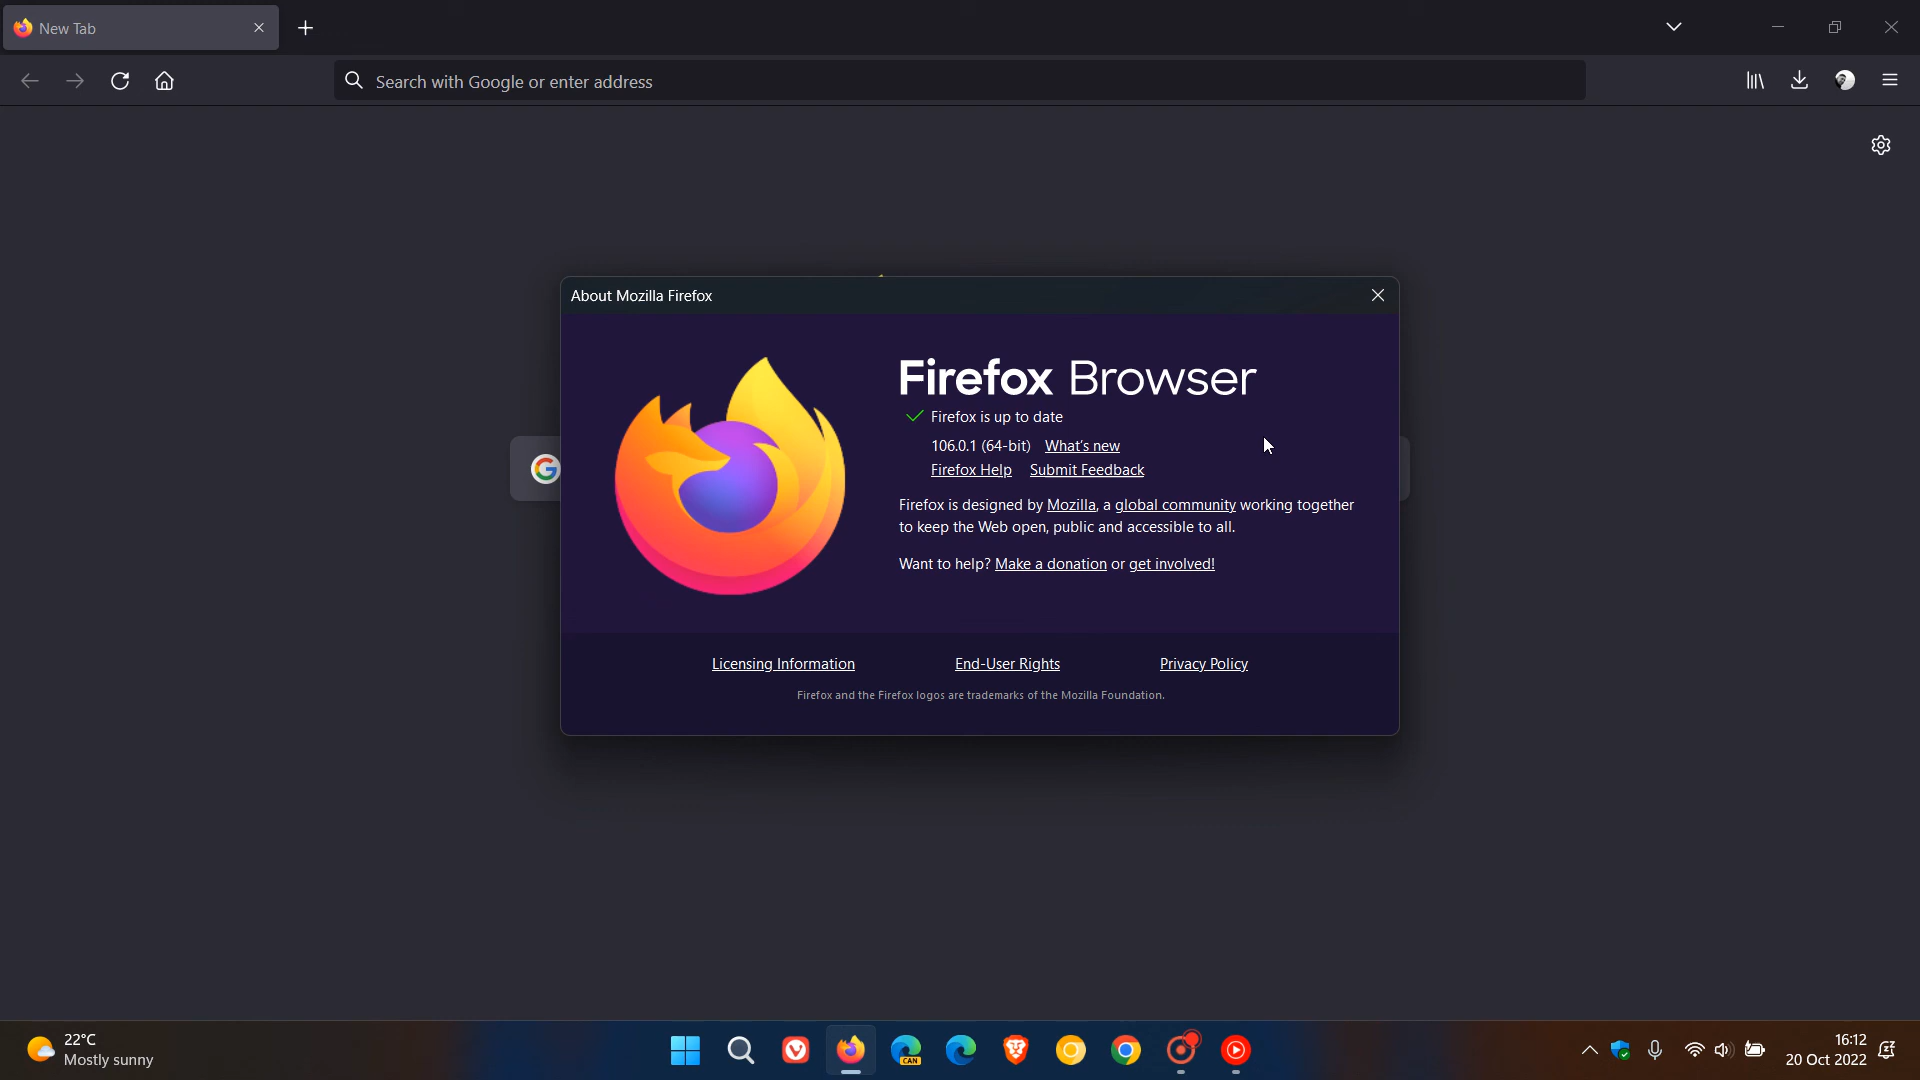 New Tab
Search with Google or enter address
About Mozilla Firefox
Firefox Browser
Firefox is up to date
106.0.1 (64-bit) What's new
Firefox Help Submit Feedback
Firefox is designed by Mozilla, a global community working together
to keep the Web open, public and accessible to all.
Want to help? Make a donation or get involved!
Licensing Information End-User Rights Privacy Policy
Firefox and the Firefox logos are trademarks of the Mozilla Foundation.
22°C
Mostly sunny
CAN
16:12
20 Oct 2022